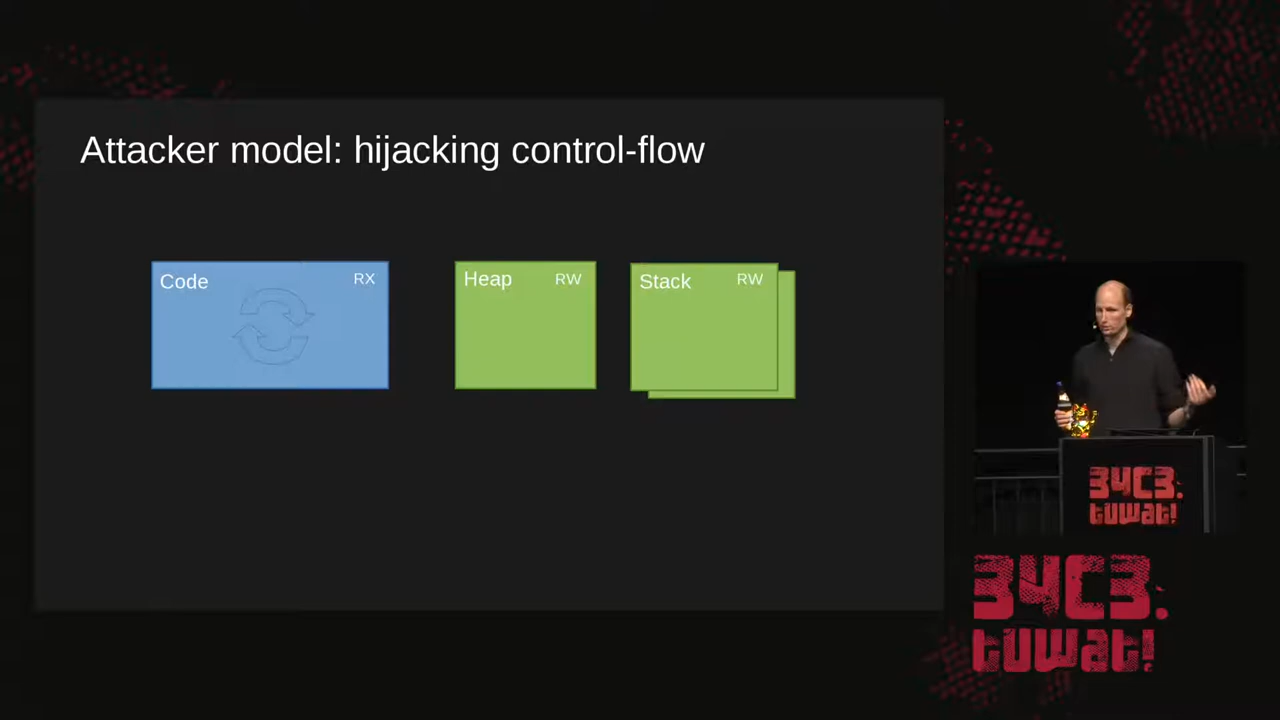 Attacker model: hijacking control-flow
Code RX
Heap RW
Stack RW
34C3.
tuwat!
34C3.
tuwat!